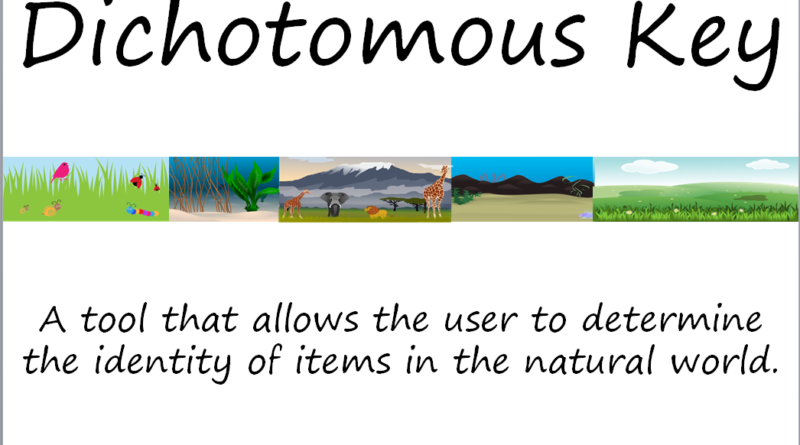 Dichotomous Key
A tool that allows the user to determine
the identity of items in the natural world.